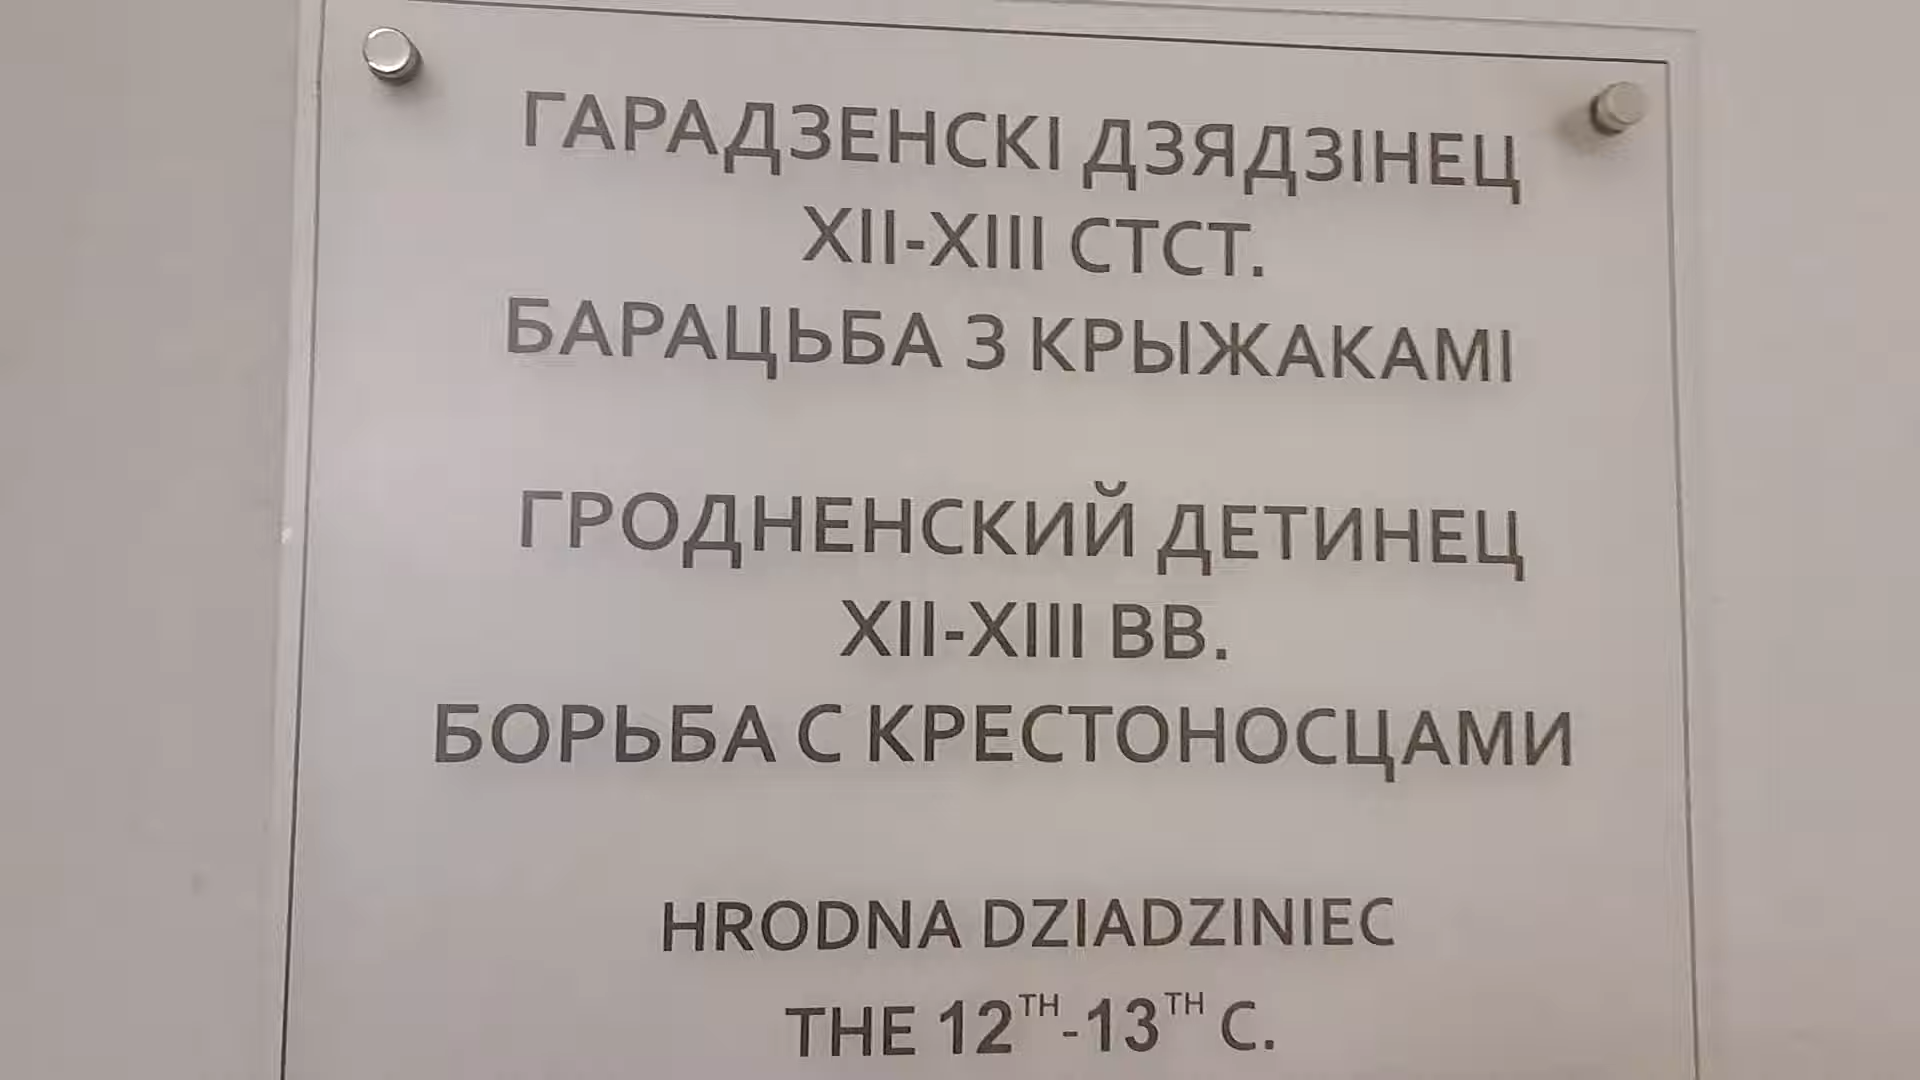 ГАРАДЗЕНСКІ ДЗЯДЗІНЕЦ
XII-XIII СТСТ.
БАРАЦЬБА З КРЫЖАКАМІ
ГРОДНЕНСКИЙ ДЕТИНЕЦ
XII-XIII ВВ.
БОРЬБА С КРЕСТОНОСЦАМИ
HRODNA DZIADZINIEC
THE 12TH-13TH C.